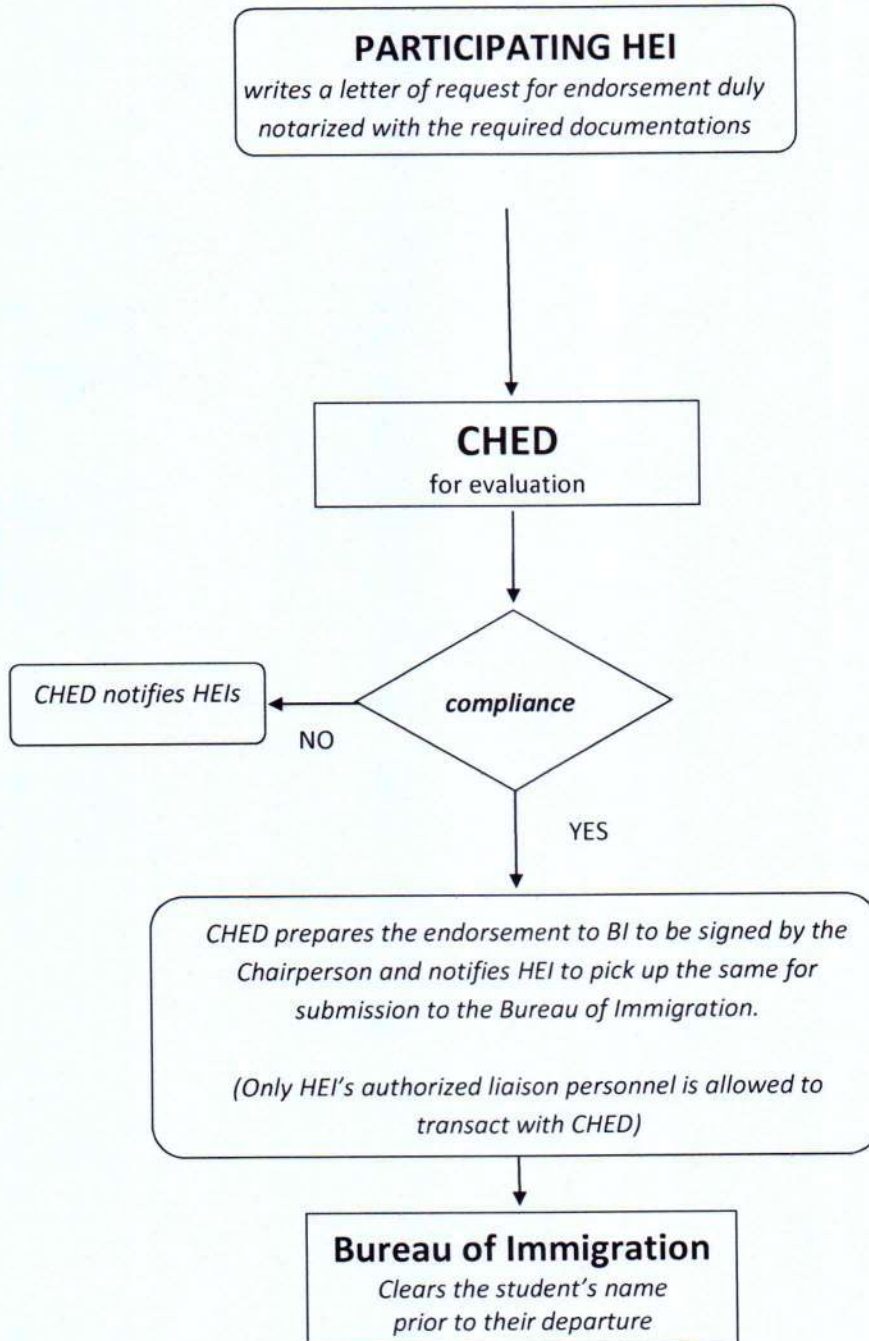 PARTICIPATING HEI
writes a letter of request for endorsement duly
notarized with the required documentations
CHED
for evaluation
compliance
CHED notifies HEIs
NO
YES
CHED prepares the endorsement to BI to be signed by the
Chairperson and notifies HEI to pick up the same for
submission to the Bureau of Immigration.
(Only HEI's authorized liaison personnel is allowed to
transact with CHED)
Bureau of Immigration
Clears the student's name
prior to their departure